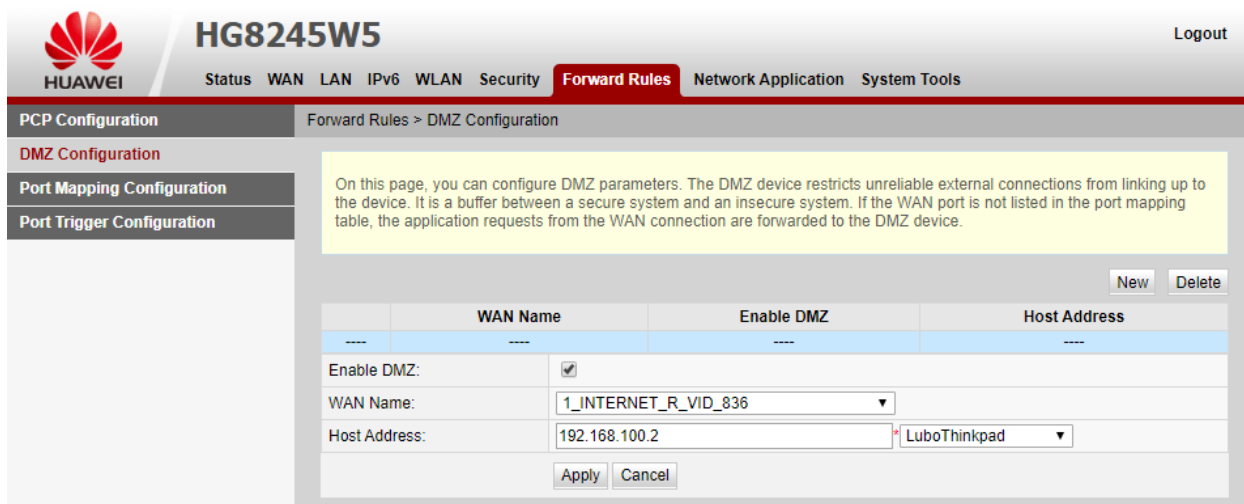 HUAWEI
HG8245W5
Logout
Status WAN LAN IPv6 WLAN Security Forward Rules Network Application System Tools
PCP Configuration
DMZ Configuration
Port Mapping Configuration
Port Trigger Configuration
Forward Rules > DMZ Configuration
On this page, you can configure DMZ parameters. The DMZ device restricts unreliable external connections from linking up to
the device. It is a buffer between a secure system and an insecure system. If the WAN port is not listed in the port mapping
table, the application requests from the WAN connection are forwarded to the DMZ device.
New Delete
WAN Name Enable DMZ Host Address
---- ---- ---- ----
Enable DMZ:
WAN Name: 1_INTERNET_R_VID_836
Host Address: 192.168.100.2 * LuboThinkpad
Apply Cancel